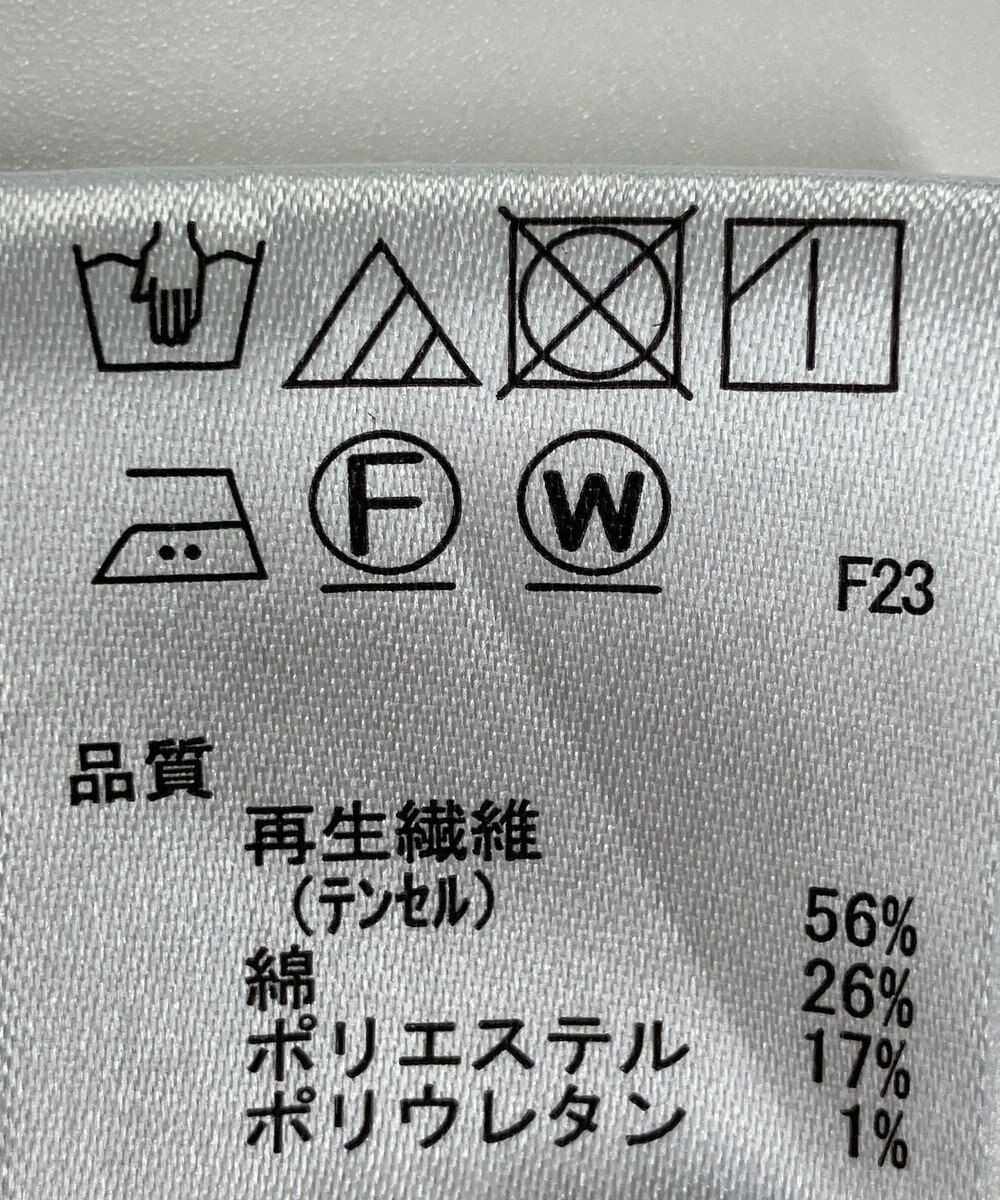 F W
F23
品質
再生繊維
(テンセル) 56%
綿 26%
ポリエステル 17%
ポリウレタン 1%